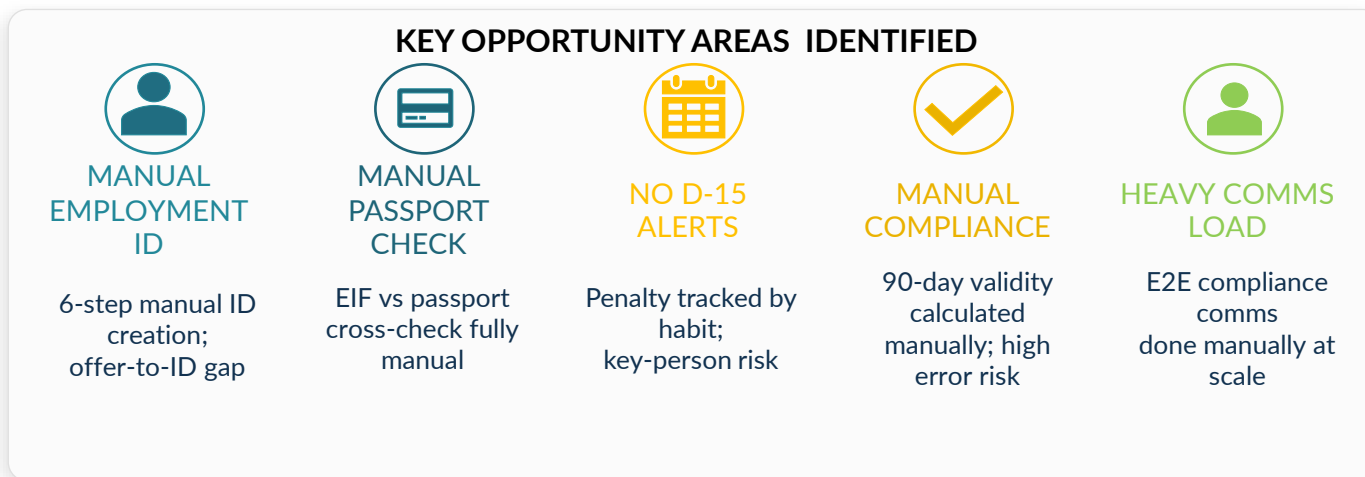 KEY OPPORTUNITY AREAS IDENTIFIED
MANUAL
EMPLOYMENT
ID
6-step manual ID
creation;
offer-to-ID gap
MANUAL
PASSPORT
CHECK
EIF vs passport
cross-check fully
manual
NO D-15
ALERTS
Penalty tracked by
habit;
key-person risk
MANUAL
COMPLIANCE
90-day validity
calculated
manually; high
error risk
HEAVY COMMS
LOAD
E2E compliance
comms
done manually at
scale